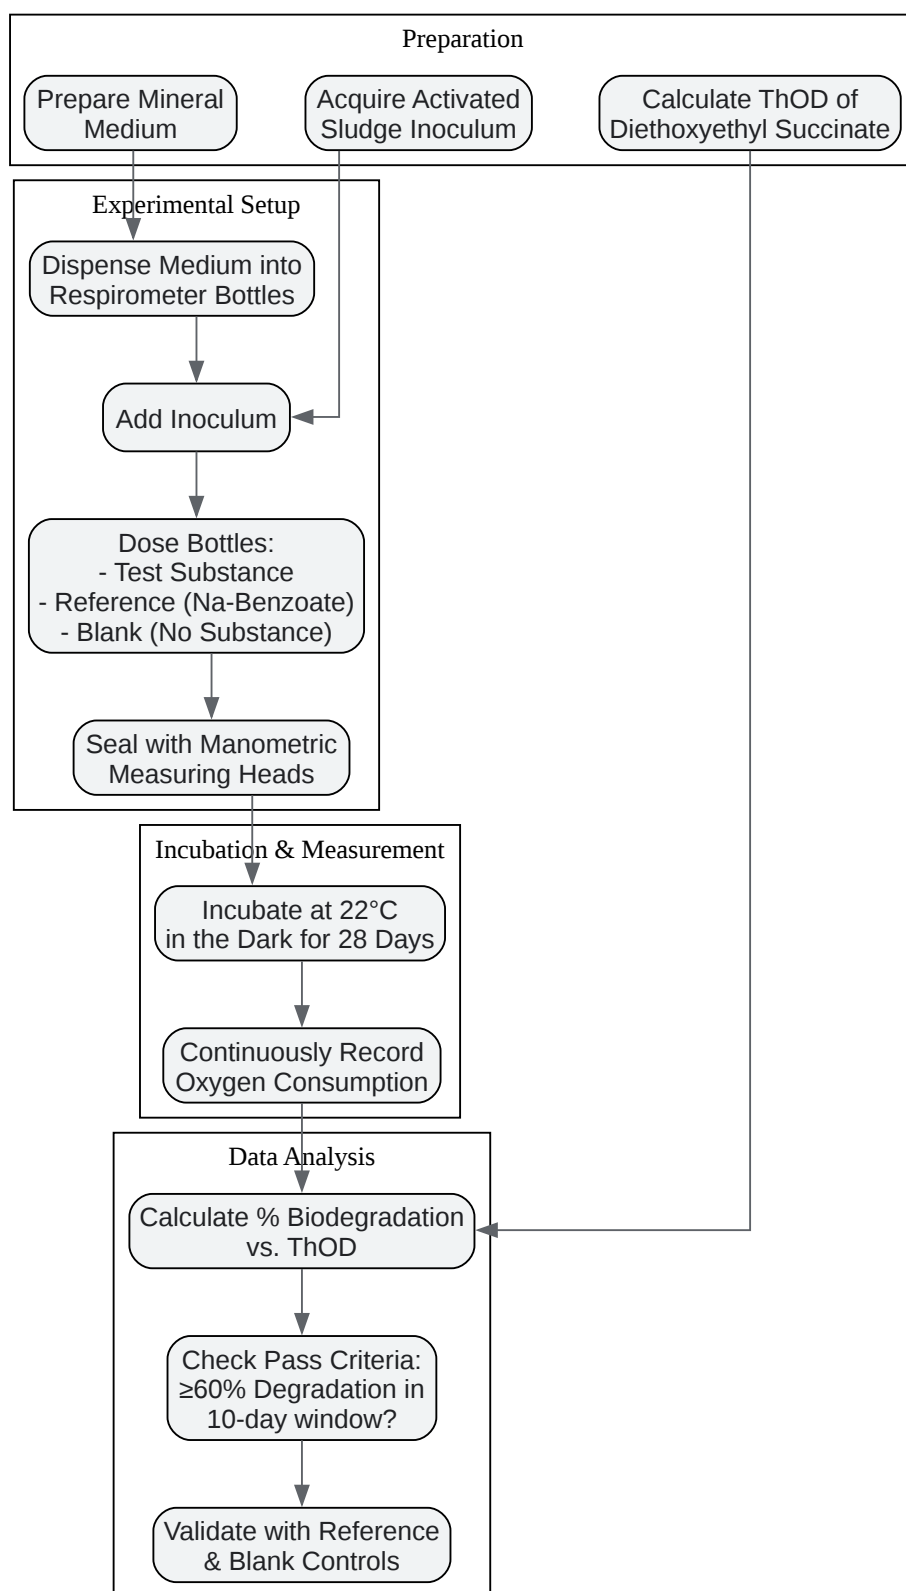 Preparation
Prepare Mineral
Medium
Acquire Activated
Sludge Inoculum
Calculate ThOD of
Diethoxyethyl Succinate
Experimental Setup
Dispense Medium into
Respirometer Bottles
Add Inoculum
Dose Bottles:
- Test Substance
- Reference (Na-Benzoate)
- Blank (No Substance)
Seal with Manometric
Measuring Heads
Incubation & Measurement
Incubate at 22°C
in the Dark for 28 Days
Continuously Record
Oxygen Consumption
Data Analysis
Calculate % Biodegradation
vs. ThOD
Check Pass Criteria:
≥60% Degradation in
10-day window?
Validate with Reference
& Blank Controls